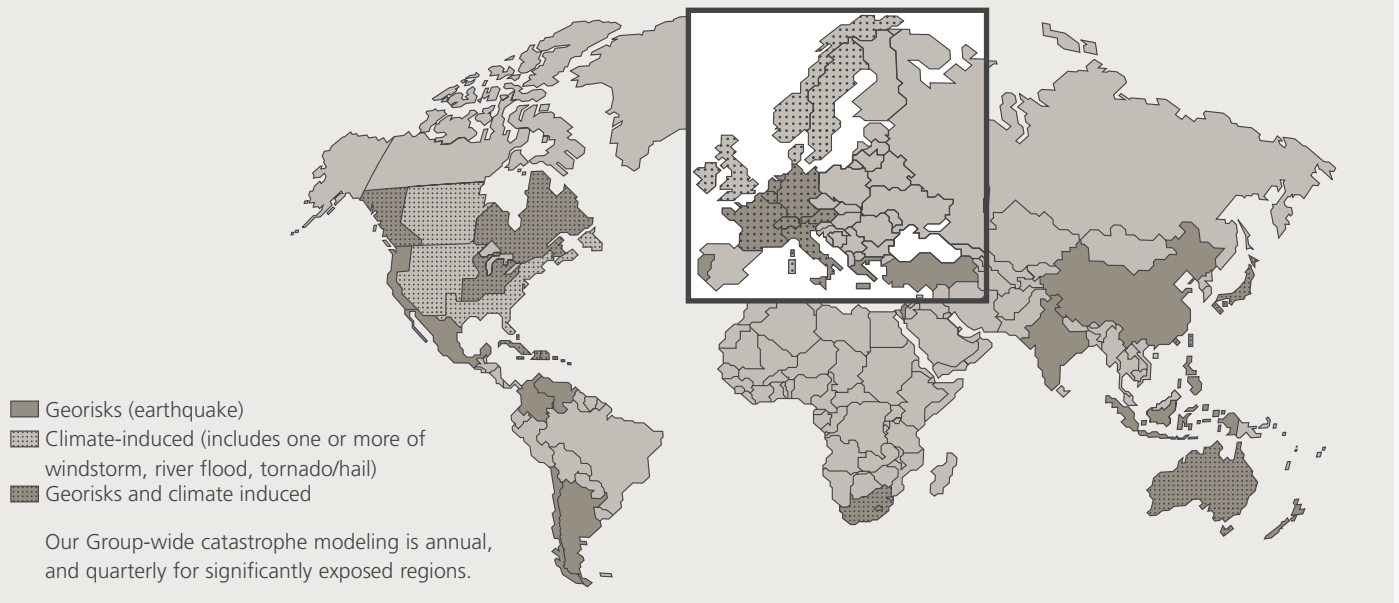 Georisks (earthquake)
Climate-induced (includes one or more of
windstorm, river flood, tornado/hail)
Georisks and climate induced
Our Group-wide catastrophe modeling is annual,
and quarterly for significantly exposed regions.